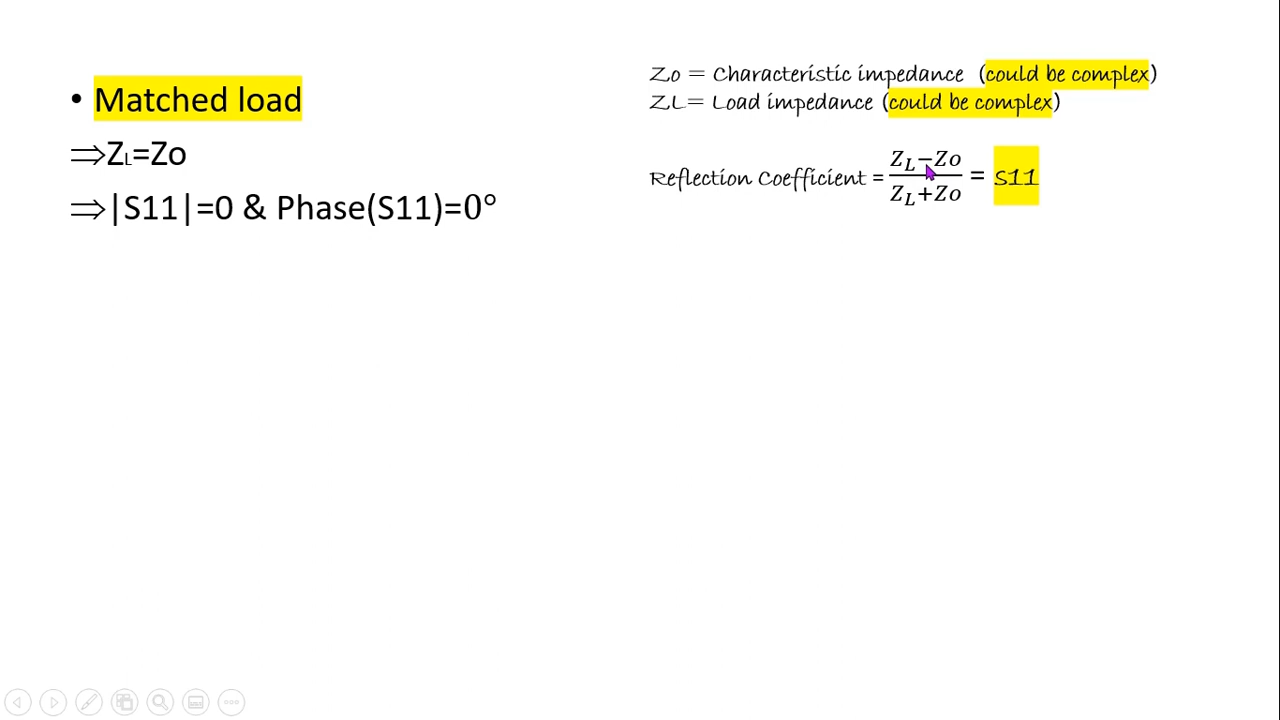 • Matched load
⇒ZL=Zo
⇒|S11|=0 & Phase(S11)=0°
Zo = Characteristic impedance (could be complex)
ZL= Load impedance (could be complex)
Reflection Coefficient = (ZL−Zo)/(ZL+Zo) = S11